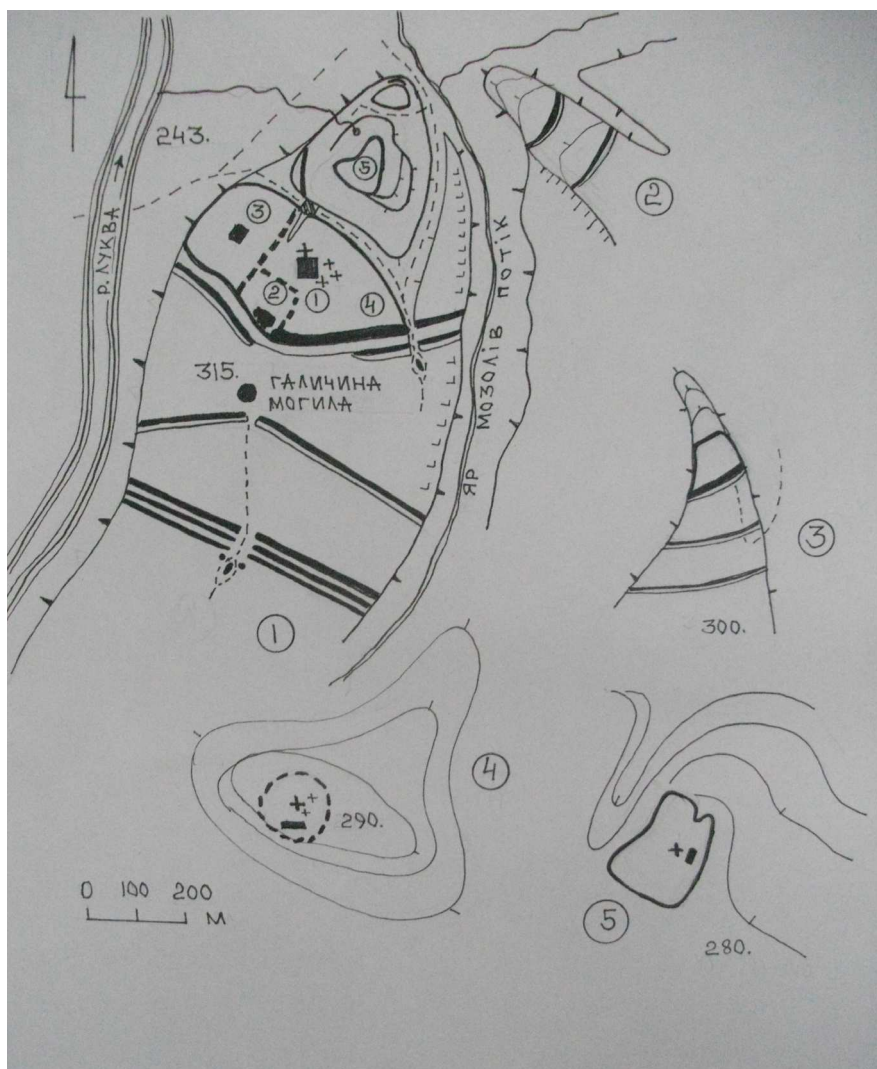 243.
р. ЛУКВА
5
3
2
1
4
2
ЯР МОЗОЛІВ ПОТІК
315.
ГАЛИЧИНА
МОГИЛА
3
300.
1
4
290.
0 100 200
М
5
280.